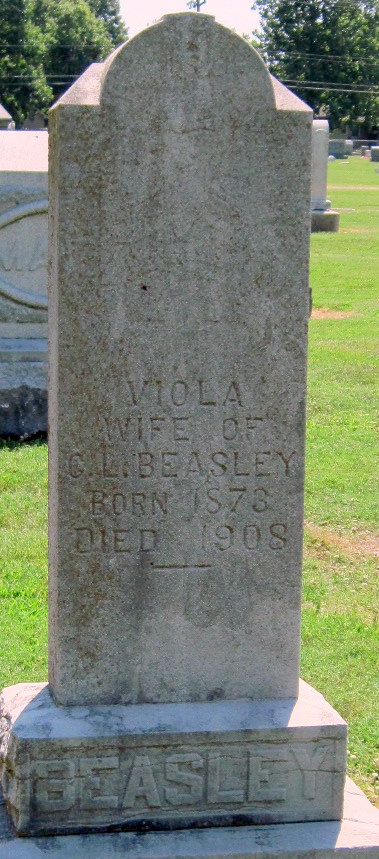 VIOLA
WIFE OF
C. L. BEASLEY
BORN 1873
DIED 1908
BEASLEY